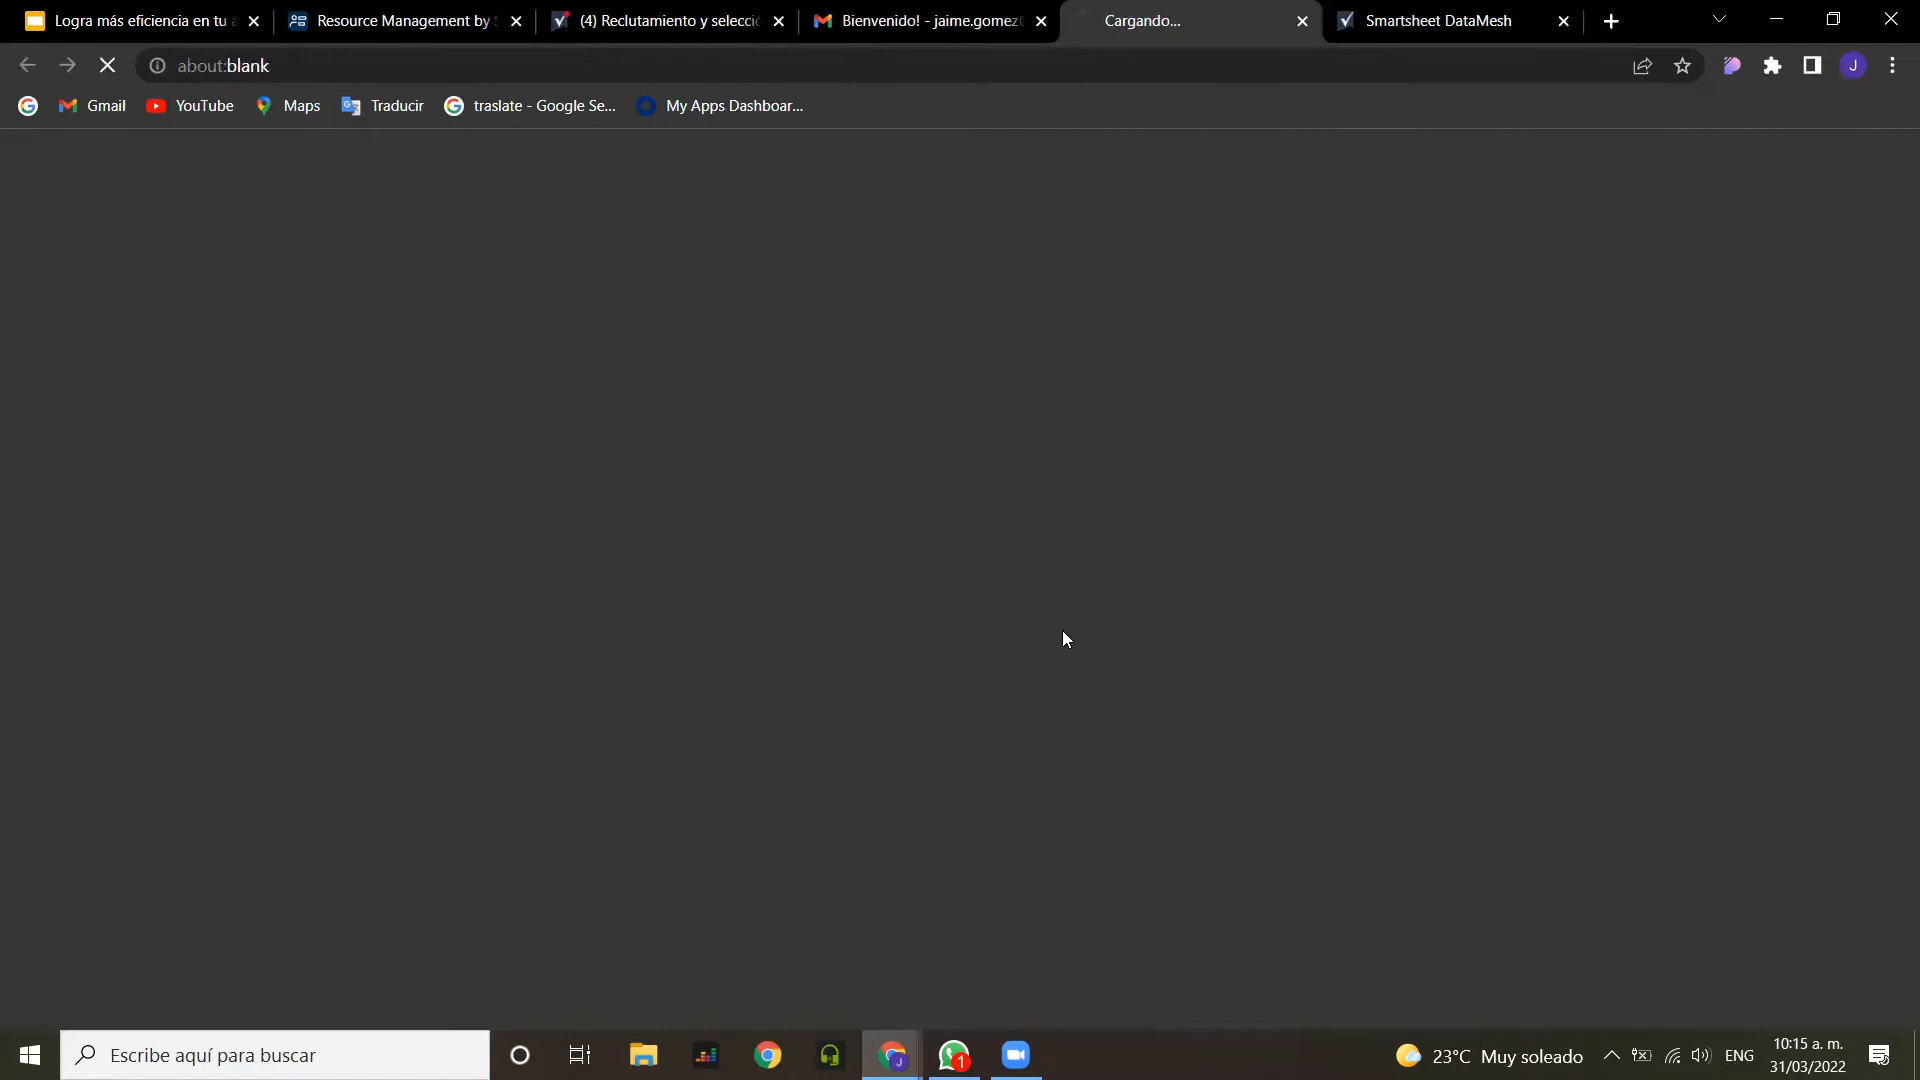 Logra más eficiencia en tu
Resource Management by
(4) Reclutamiento y selecci
Bienvenido! - jaime.gomez
Cargando...
Smartsheet DataMesh
about:blank
J
Gmail
YouTube
Maps
Traducir
traslate - Google Se...
My Apps Dashboar...
Escribe aquí para buscar
J
1
23°C Muy soleado
ENG
10:15 a. m.
31/03/2022